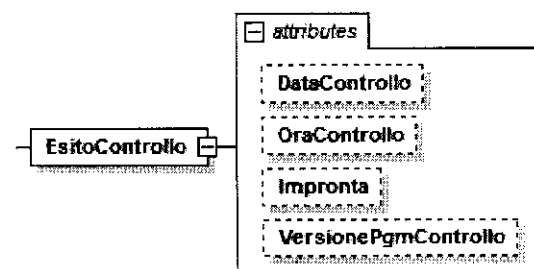 attributes
DataControllo
OraControllo
EsitoControllo
Impronta
VersionePgmControllo